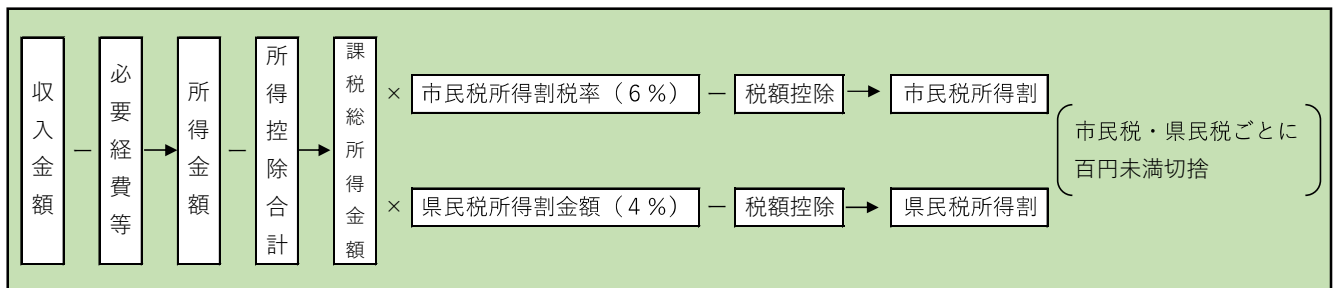 収入金額
－
必要経費等
所得金額
－
所得控除合計
課税総所得金額
× 市民税所得割税率（6％） － 税額控除 市民税所得割
× 県民税所得割金額（4％） － 税額控除 県民税所得割
市民税・県民税ごとに
百円未満切捨